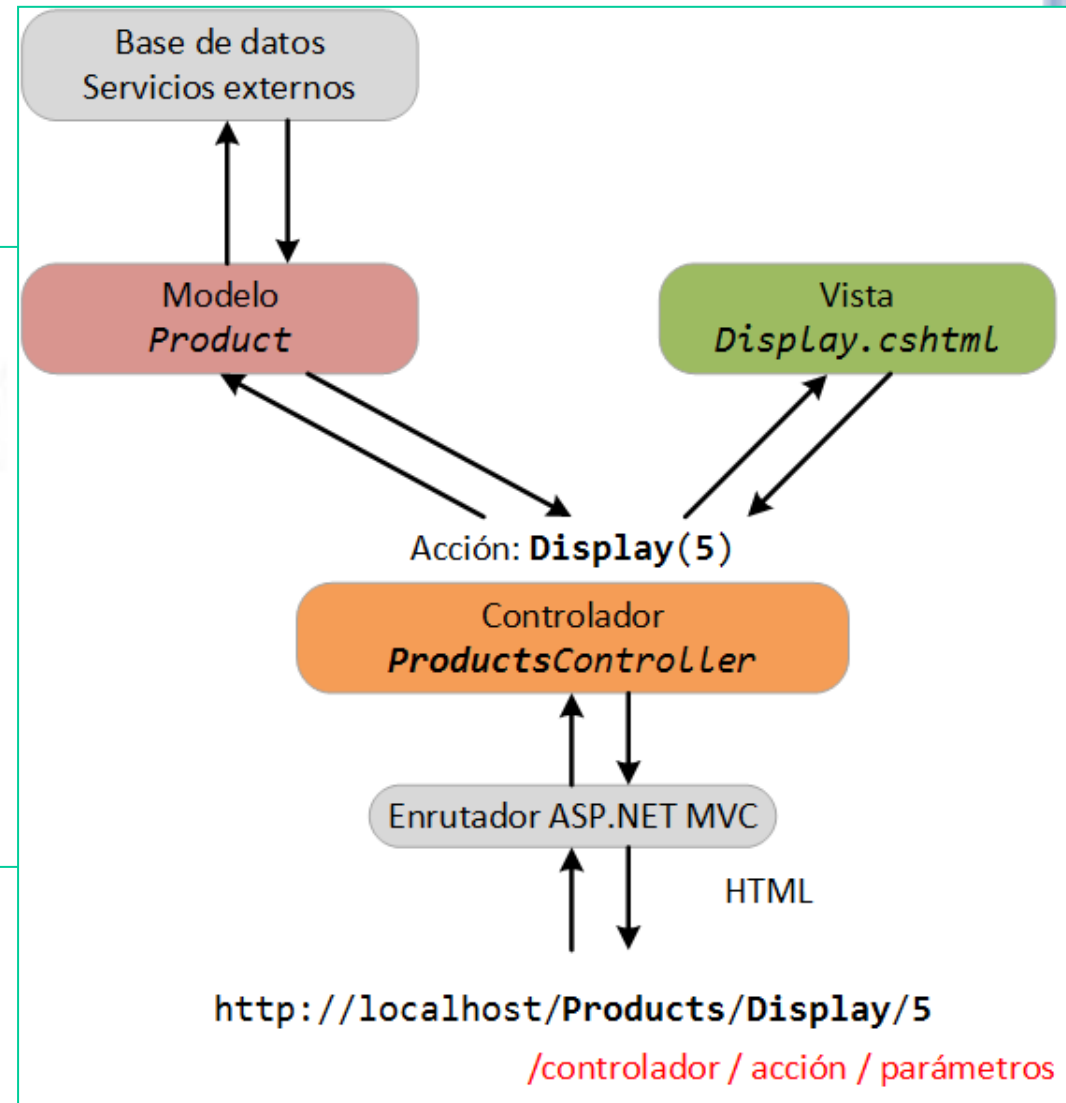 Base de datos
Servicios externos
Modelo
Product
Vista
Display.cshtml
Acción: Display(5)
Controlador
ProductsController
Enrutador ASP.NET MVC
HTML
http://localhost/Products/Display/5
/controlador / acción / parámetros